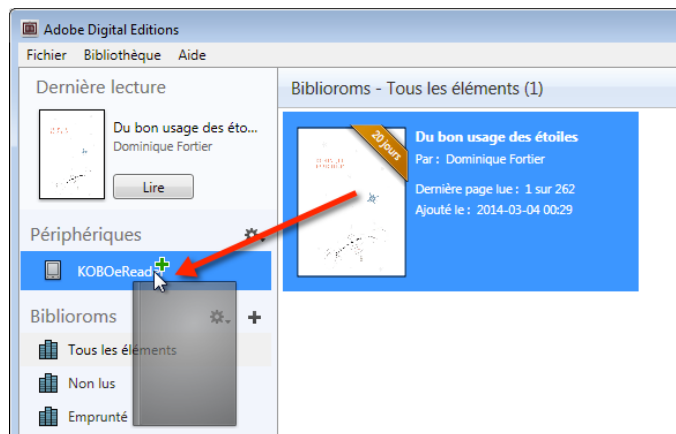 Adobe Digital Editions
Fichier Bibliothèque Aide
Dernière lecture
Du bon usage des éto...
Dominique Fortier
Lire
Périphériques
KOBOeReader
Biblioroms
Tous les éléments
Non lus
Emprunté
Biblioroms - Tous les éléments (1)
20 jours
Du bon usage des étoiles
Par : Dominique Fortier
Dernière page lue : 1 sur 262
Ajouté le : 2014-03-04 00:29